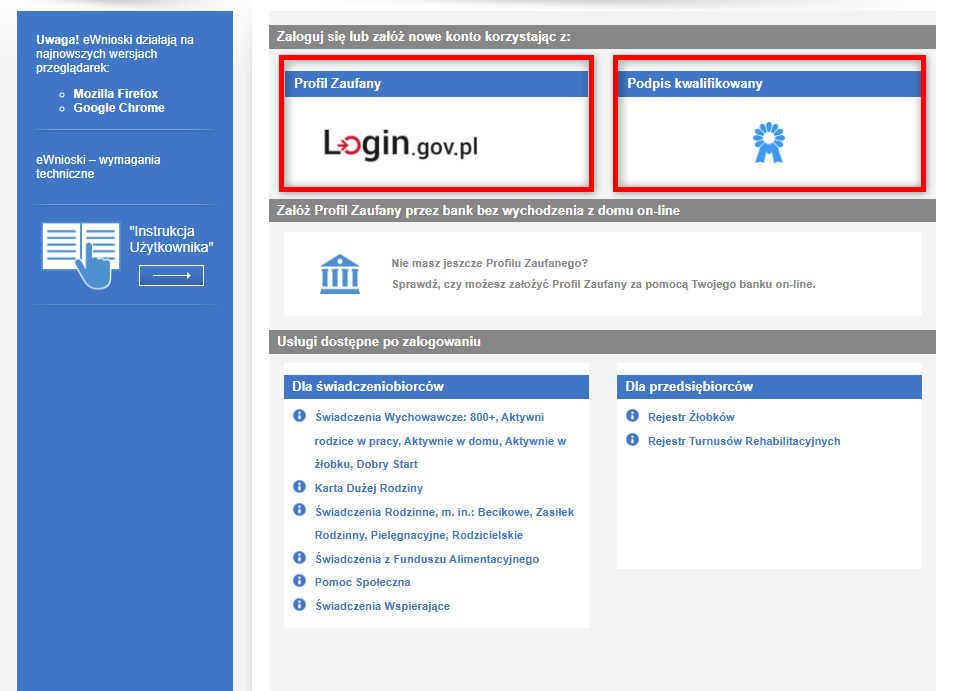 Uwaga! eWnioski działają na
najnowszych wersjach
przeglądarek:
Mozilla Firefox
Google Chrome
eWnioski – wymagania
techniczne
"Instrukcja
Użytkownika"
Zaloguj się lub załóż nowe konto korzystając z:
Profil Zaufany
Login.gov.pl
Podpis kwalifikowany
Załóż Profil Zaufany przez bank bez wychodzenia z domu on-line
Nie masz jeszcze Profilu Zaufanego?
Sprawdź, czy możesz założyć Profil Zaufany za pomocą Twojego banku on-line.
Usługi dostępne po zalogowaniu
Dla świadczeniobiorców
Świadczenia Wychowawcze: 800+, Aktywni
rodzice w pracy, Aktywnie w domu, Aktywnie w
żłobku, Dobry Start
Karta Dużej Rodziny
Świadczenia Rodzinne, m. in.: Becikowe, Zasiłek
Rodzinny, Pielęgnacyjne, Rodzicielskie
Świadczenia z Funduszu Alimentacyjnego
Pomoc Społeczna
Świadczenia Wspierające
Dla przedsiębiorców
Rejestr Żłobków
Rejestr Turnusów Rehabilitacyjnych